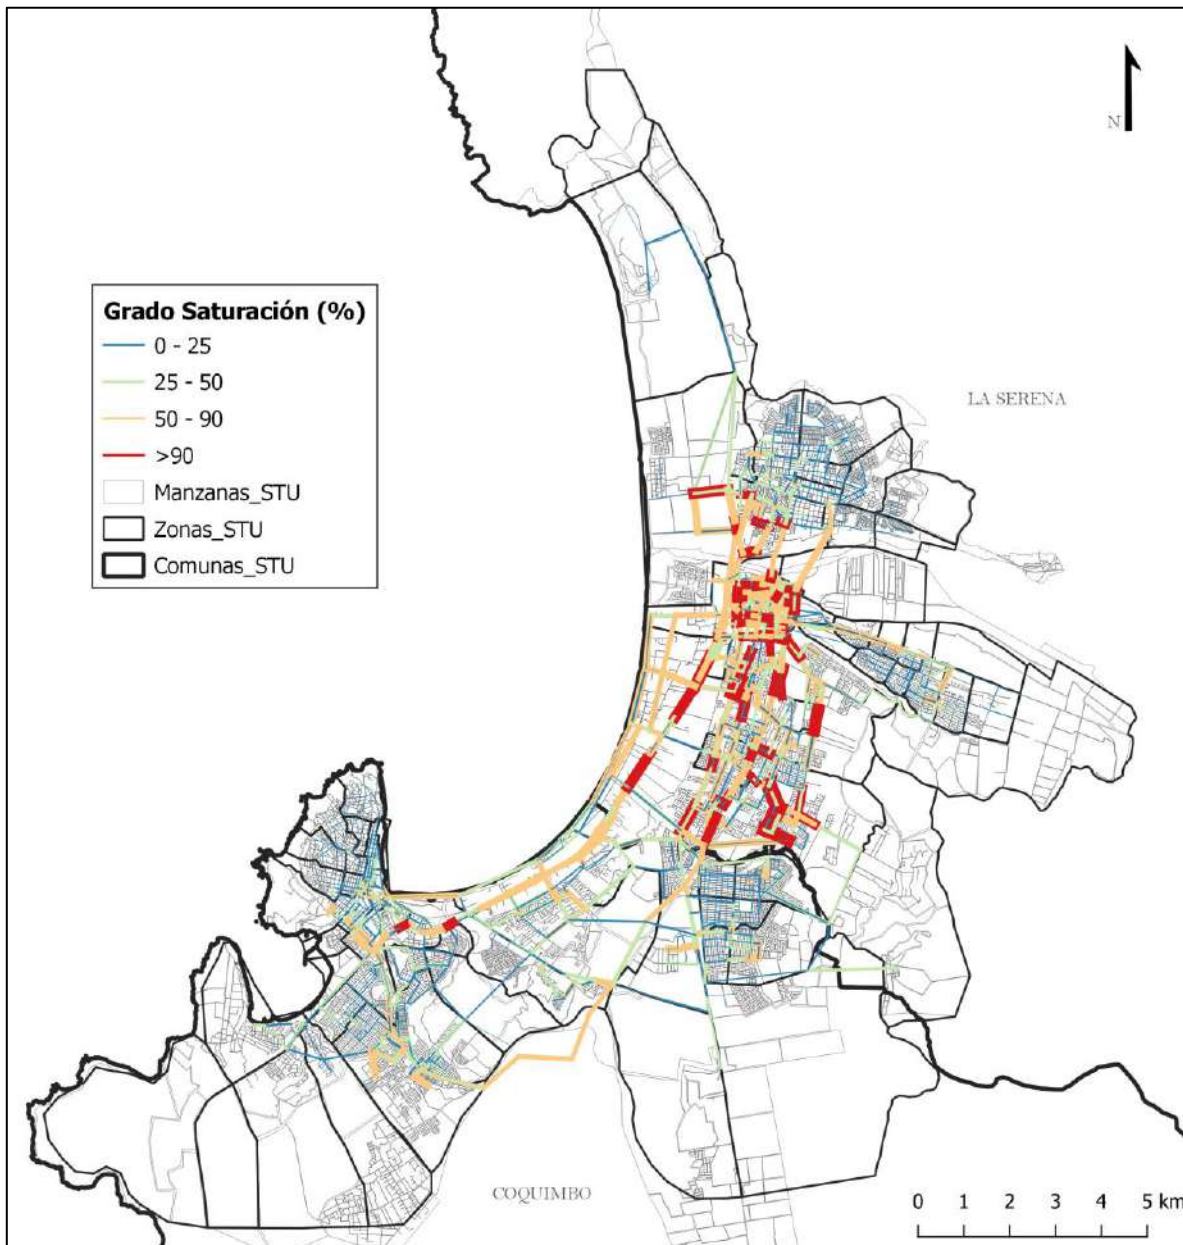 N
Grado Saturación (%)
0 - 25
25 - 50
50 - 90
>90
Manzanas_STU
Zonas_STU
Comunas_STU
LA SERENA
COQUIMBO
0 1 2 3 4 5 km